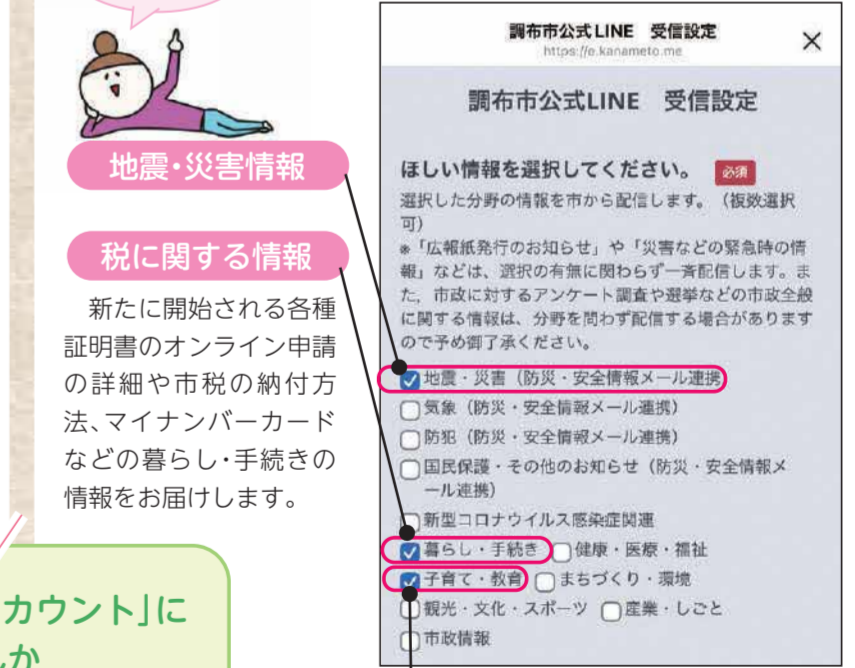 地震・災害情報
税に関する情報
新たに開始される各種
証明書のオンライン申請
の詳細や市税の納付方
法、マイナンバーカード
などの暮らし・手続きの
情報をお届けします。
カウント」に
んか
調布市公式LINE 受信設定
https://e.kanameto.me
調布市公式LINE 受信設定
ほしい情報を選択してください。 必須
選択した分野の情報を市から配信します。(複数選択
可)
※「広報紙発行のお知らせ」や「災害などの緊急時の情
報」などは、選択の有無に関わらず一斉配信します。ま
た,市政に対するアンケート調査や選挙などの市政全般
に関する情報は、分野を問わず配信する場合があります
ので予め御了承ください。
地震・災害(防災・安全情報メール連携
気象(防災・安全情報メール連携)
防犯(防災・安全情報メール連携)
国民保護・その他のお知らせ(防災・安全情報メ
ール連携)
新型コロナウイルス感染症関連
暮らし・手続き 健康・医療・福祉
子育て・教育 まちづくり・環境
観光・文化・スポーツ 産業・しごと
市政情報